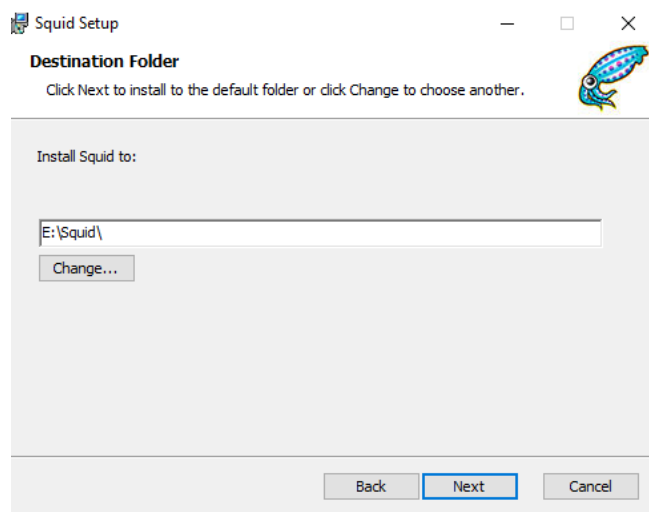 Squid Setup
Destination Folder
Click Next to install to the default folder or click Change to choose another.
Install Squid to:
E:\Squid\
Change...
Back
Next
Cancel